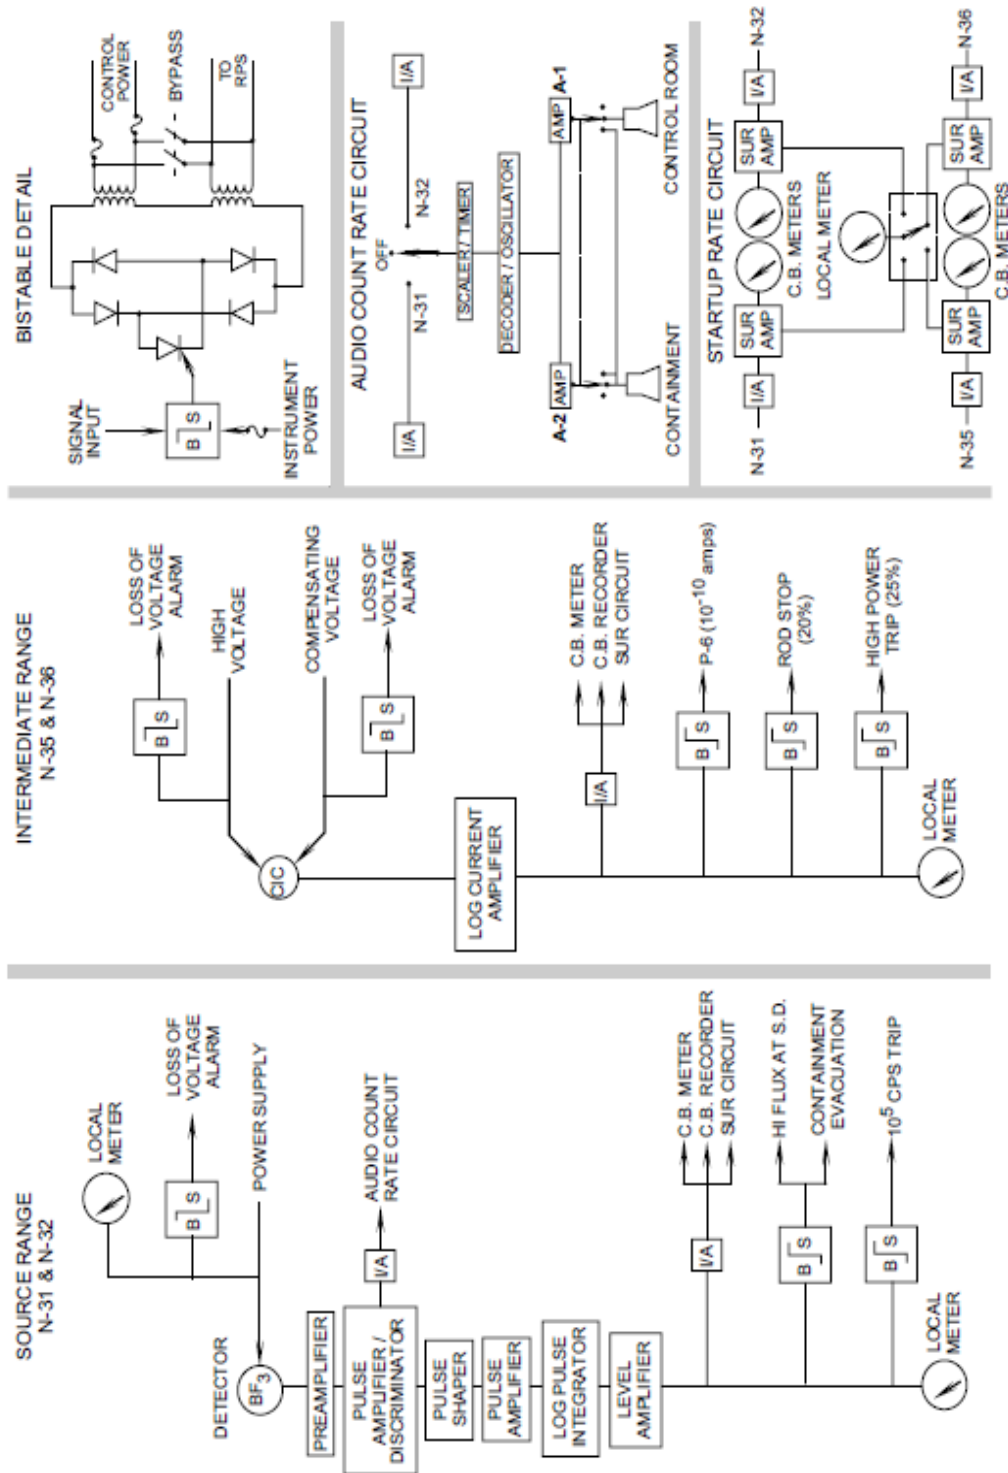 SOURCE RANGE
N-31 & N-32
LOCAL
METER
LOSS OF
VOLTAGE
ALARM
B S
POWER SUPPLY
DETECTOR
BF3
PREAMPLIFIER
PULSE
AMPLIFIER /
DISCRIMINATOR
I/A
AUDIO COUNT
RATE CIRCUIT
PULSE
SHAPER
PULSE
AMPLIFIER
LOG PULSE
INTEGRATOR
LEVEL
AMPLIFIER
I/A
C.B. METER
C.B. RECORDER
SUR CIRCUIT
B S
HI FLUX AT S.D.
CONTAINMENT
EVACUATION
B S
10^5 CPS TRIP
LOCAL
METER
INTERMEDIATE RANGE
N-35 & N-36
LOSS OF
VOLTAGE
ALARM
B S
HIGH
VOLTAGE
COMPENSATING
VOLTAGE
CIC
B S
LOSS OF
VOLTAGE
ALARM
LOG CURRENT
AMPLIFIER
I/A
C.B. METER
C.B. RECORDER
SUR CIRCUIT
B S
P-6 (10^-10 amps)
B S
ROD STOP
(20%)
B S
HIGH POWER
TRIP (25%)
LOCAL
METER
BISTABLE DETAIL
SIGNAL
INPUT
B S
INSTRUMENT
POWER
CONTROL
POWER
BYPASS
TO
RPS
AUDIO COUNT RATE CIRCUIT
I/A
N-31
OFF
N-32
I/A
SCALER / TIMER
DECODER / OSCILLATOR
A-2
AMP
AMP
A-1
CONTAINMENT
CONTROL ROOM
STARTUP RATE CIRCUIT
N-31
I/A
SUR
AMP
C.B. METERS
SUR
AMP
I/A
N-32
LOCAL METER
N-35
I/A
SUR
AMP
C.B. METERS
SUR
AMP
I/A
N-36